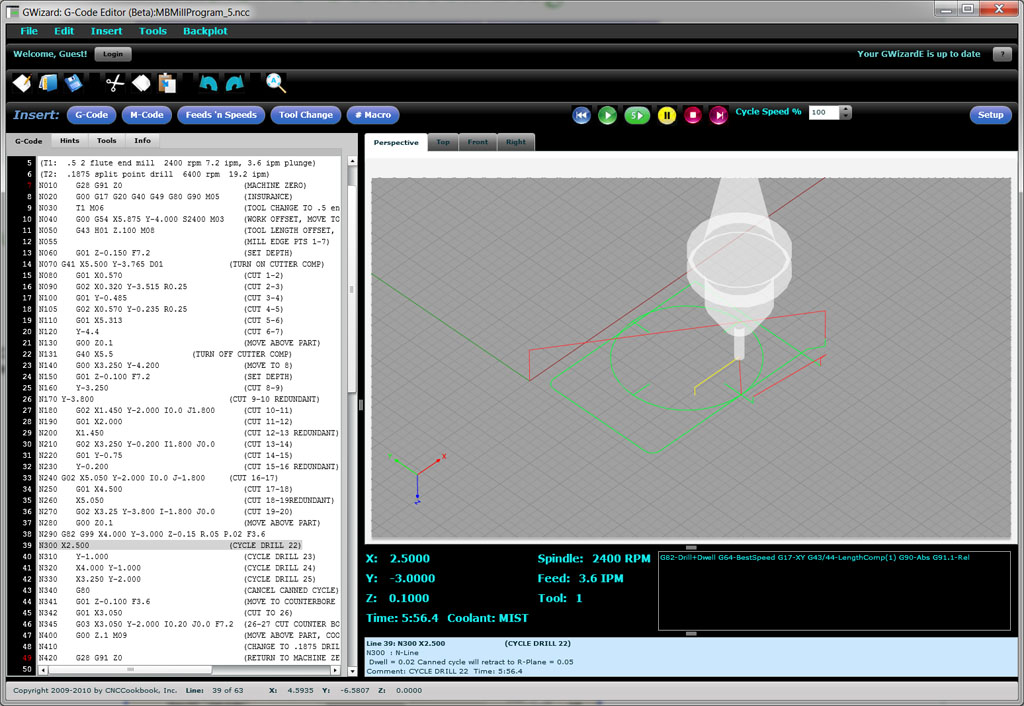 GWizard: G-Code Editor (Beta):MBMillProgram_5.ncc
File Edit Insert Tools Backplot
Welcome, Guest! Login Your GWizardE is up to date ?
Insert: G-Code M-Code Feeds 'n Speeds Tool Change # Macro S Cycle Speed % 100 Setup
G-Code Hints Tools Info
Perspective Top Front Right
5 (T1: .5 2 flute end mill 2400 rpm 7.2 ipm, 3.6 ipm plunge)
6 (T2: .1875 split point drill 6400 rpm 19.2 ipm)
7 N010 G28 G91 Z0 (MACHINE ZERO)
8 N020 G00 G17 G20 G40 G49 G80 G90 M05 (INSURANCE)
9 N030 T1 M06 (TOOL CHANGE TO .5 en
10 N040 G00 G54 X5.875 Y-4.000 S2400 M03 (WORK OFFSET, MOVE TO
11 N050 G43 H01 Z.100 M08 (TOOL LENGTH OFFSET,
12 N055 (MILL EDGE PTS 1-7)
13 N060 G01 Z-0.150 F7.2 (SET DEPTH)
14 N070 G41 X5.500 Y-3.765 D01 (TURN ON CUTTER COMP)
15 N080 G01 X0.570 (CUT 1-2)
16 N090 G02 X0.320 Y-3.515 R0.25 (CUT 2-3)
17 N100 G01 Y-0.485 (CUT 3-4)
18 N105 G02 X0.570 Y-0.235 R0.25 (CUT 4-5)
19 N110 G01 X5.313 (CUT 5-6)
20 N120 Y-4.4 (CUT 6-7)
21 N130 G00 Z0.1 (MOVE ABOVE PART)
22 N131 G40 X5.5 (TURN OFF CUTTER COMP)
23 N140 G00 X3.250 Y-4.200 (MOVE TO 8)
24 N150 G01 Z-0.100 F7.2 (SET DEPTH)
25 N160 Y-3.250 (CUT 8-9)
26 N170 Y-3.800 (CUT 9-10 REDUNDANT)
27 N180 G02 X1.450 Y-2.000 I0.0 J1.800 (CUT 10-11)
28 N190 G01 X2.000 (CUT 11-12)
29 N200 X1.450 (CUT 12-13 REDUNDANT)
30 N210 G02 X3.250 Y-0.200 I1.800 J0.0 (CUT 13-14)
31 N220 G01 Y-0.75 (CUT 14-15)
32 N230 Y-0.200 (CUT 15-16 REDUNDANT)
33 N240 G02 X5.050 Y-2.000 I0.0 J-1.800 (CUT 16-17)
34 N250 G01 X4.500 (CUT 17-18)
35 N260 X5.050 (CUT 18-19REDUNDANT)
36 N270 G02 X3.25 Y-3.800 I-1.800 J0.0 (CUT 19-20)
37 N280 G00 Z0.1 (MOVE ABOVE PART)
38 N290 G82 G99 X4.000 Y-3.000 Z-0.15 R.05 P.02 F3.6
39 N300 X2.500 (CYCLE DRILL 22)
40 N310 Y-1.000 (CYCLE DRILL 23)
41 N320 X4.000 Y-1.000 (CYCLE DRILL 24)
42 N330 X3.250 Y-2.000 (CYCLE DRILL 25)
43 N340 G80 (CANCEL CANNED CYCLE)
44 N341 G01 Z-0.100 F3.6 (MOVE TO COUNTERBORE
45 N342 G01 X3.050 (CUT TO 26)
46 N345 G03 X3.050 Y-2.000 I0.20 J0.0 F7.2 (26-27 CUT COUNTER BO
47 N400 G00 Z.1 M09 (MOVE ABOVE PART, COO
48 N410 (CHANGE TO .1875 DRIL
49 N420 G28 G91 Z0 (RETURN TO MACHINE ZE
50
X
X: 2.5000 Spindle: 2400 RPM
Y: -3.0000 Feed: 3.6 IPM
Z: 0.1000 Tool: 1
Time: 5:56.4 Coolant: MIST
G82-Drill+Dwell G64-BestSpeed G17-XY G43/44-LengthComp(1) G90-Abs G91.1-Rel
Line 39: N300 X2.500 (CYCLE DRILL 22)
N300 : N-Line
Dwell = 0.02 Canned cycle will retract to R-Plane = 0.05
Comment: CYCLE DRILL 22 Time: 5:56.4
Copyright 2009-2010 by CNCCookbook, Inc. Line: 39 of 63 X: 4.5935 Y: -6.5807 Z: 0.0000